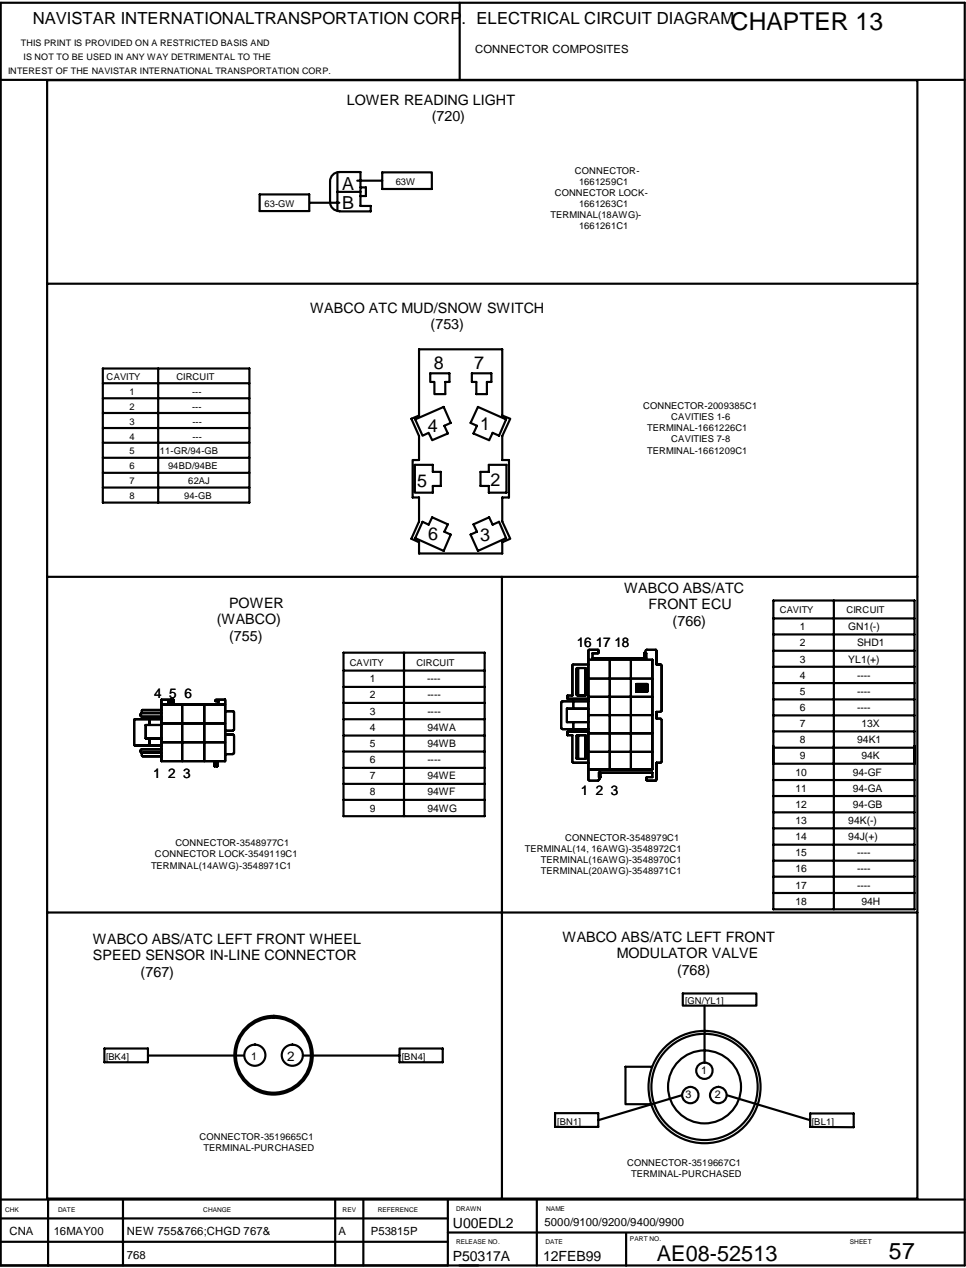 NAVISTAR INTERNATIONALTRANSPORTATION CORP.
THIS PRINT IS PROVIDED ON A RESTRICTED BASIS AND
IS NOT TO BE USED IN ANY WAY DETRIMENTAL TO THE
INTEREST OF THE NAVISTAR INTERNATIONAL TRANSPORTATION CORP.
ELECTRICAL CIRCUIT DIAGRAM
CHAPTER 13
CONNECTOR COMPOSITES
LOWER READING LIGHT
(720)
A
63W
63-GW
B
CONNECTOR-
1661259C1
CONNECTOR LOCK-
1661263C1
TERMINAL(18AWG)-
1661261C1
WABCO ATC MUD/SNOW SWITCH
(753)
CAVITY CIRCUIT
1 ---
2 ---
3 ---
4 ---
5 11-GR/94-GB
6 94BD/94BE
7 62AJ
8 94-GB
8 7
4 1
5 2
6 3
CONNECTOR-2009385C1
CAVITIES 1-6
TERMINAL-1661226C1
CAVITIES 7-8
TERMINAL-1661209C1
POWER
(WABCO)
(755)
4 5 6
1 2 3
CAVITY CIRCUIT
1 ----
2 ----
3 ----
4 94WA
5 94WB
6 ----
7 94WE
8 94WF
9 94WG
CONNECTOR-3548977C1
CONNECTOR LOCK-3549119C1
TERMINAL(14AWG)-3548971C1
WABCO ABS/ATC
FRONT ECU
(766)
16 17 18
1 2 3
CONNECTOR-3548979C1
TERMINAL(14, 16AWG)-3548972C1
TERMINAL(16AWG)-3548970C1
TERMINAL(20AWG)-3548971C1
CAVITY CIRCUIT
1 GN1(-)
2 SHD1
3 YL1(+)
4 ----
5 ----
6 ----
7 13X
8 94K1
9 94K
10 94-GF
11 94-GA
12 94-GB
13 94K(-)
14 94J(+)
15 ----
16 ----
17 ----
18 94H
WABCO ABS/ATC LEFT FRONT WHEEL
SPEED SENSOR IN-LINE CONNECTOR
(767)
[BK4] 1 2 [BN4]
CONNECTOR-3519665C1
TERMINAL-PURCHASED
WABCO ABS/ATC LEFT FRONT
MODULATOR VALVE
(768)
[GN/YL1]
1
3 2
[BN1] [BL1]
CONNECTOR-3519667C1
TERMINAL-PURCHASED
CHK DATE CHANGE REV REFERENCE
CNA 16MAY00 NEW 755&766;CHGD 767& A P53815P
768
DRAWN
U00EDL2
NAME
5000/9100/9200/9400/9900
RELEASE NO.
P50317A
DATE
12FEB99
PART NO.
AE08-52513
SHEET 57